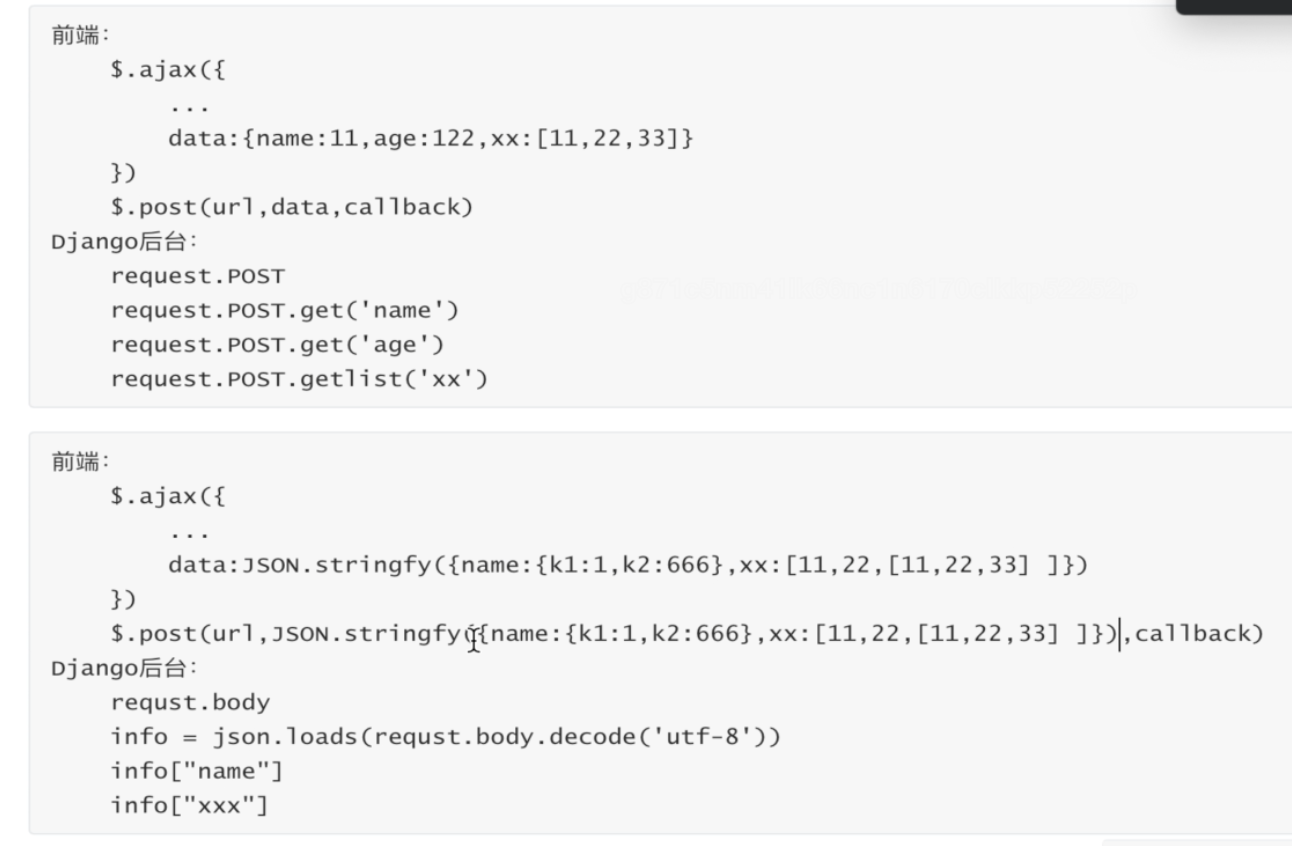 前端:
$.ajax({
...
data:{name:11,age:122,xx:[11,22,33]}
})
$.post(url,data,callback)
Django后台:
request.POST
request.POST.get('name')
request.POST.get('age')
request.POST.getlist('xx')
前端:
$.ajax({
...
data:JSON.stringfy({name:{k1:1,k2:666},xx:[11,22,[11,22,33] ]})
})
$.post(url,JSON.stringfy({name:{k1:1,k2:666},xx:[11,22,[11,22,33] ]}),callback)
Django后台:
requst.body
info = json.loads(requst.body.decode('utf-8'))
info["name"]
info["xxx"]